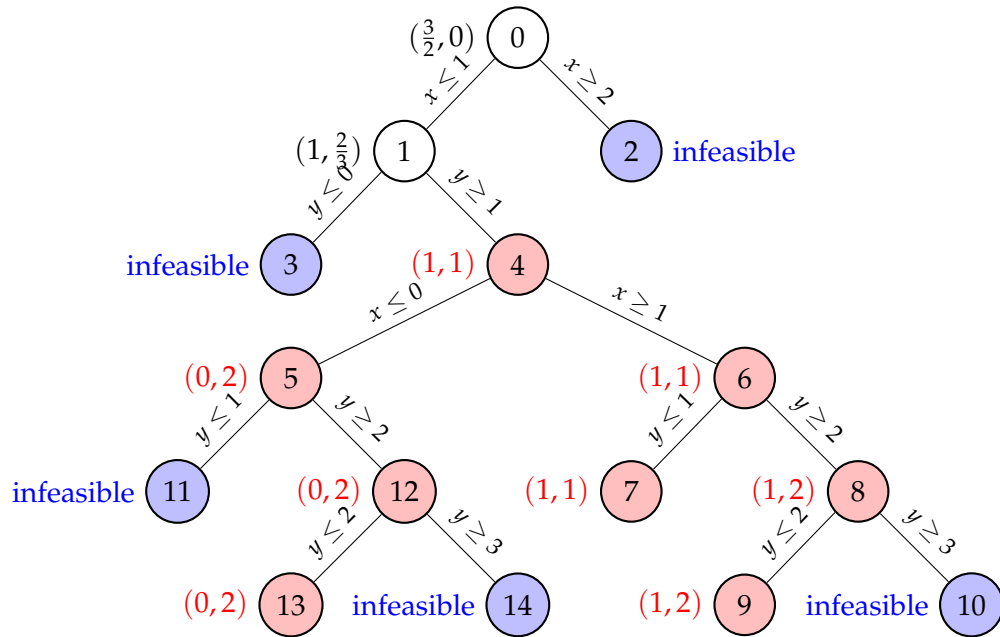 (3/2, 0) 0
x ≤ 1 x ≥ 2
(1, 2/3) 1 2 infeasible
y ≤ 0 y ≥ 1
infeasible 3 (1, 1) 4
x ≤ 0 x ≥ 1
(0, 2) 5 (1, 1) 6
y ≤ 1 y ≥ 2 y ≤ 1 y ≥ 2
infeasible 11 (0, 2) 12 (1, 1) 7 (1, 2) 8
y ≤ 2 y ≥ 3 y ≤ 2 y ≥ 3
(0, 2) 13 infeasible 14 (1, 2) 9 infeasible 10